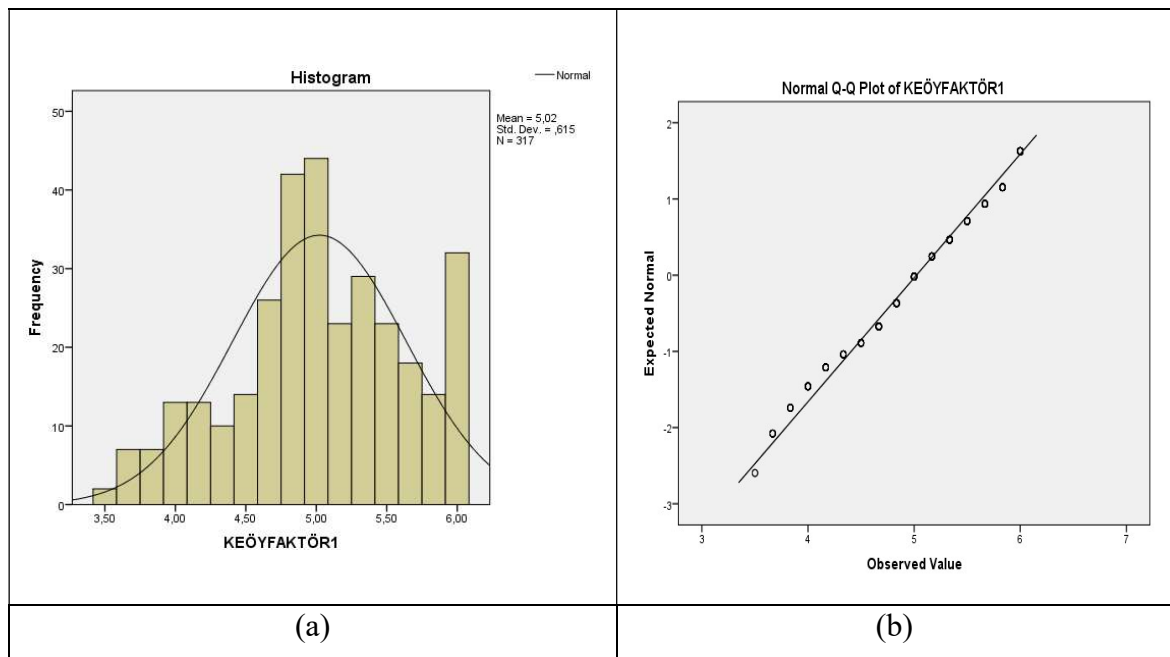 Histogram
Normal
Mean = 5,02
Std. Dev. = ,615
N = 317
50
40
30
20
10
0
Frequency
3,50 4,00 4,50 5,00 5,50 6,00
KEÖYFAKTÖR1
Normal Q-Q Plot of KEÖYFAKTÖR1
2
1
0
-1
-2
-3
Expected Normal
3 4 5 6 7
Observed Value
(a) (b)